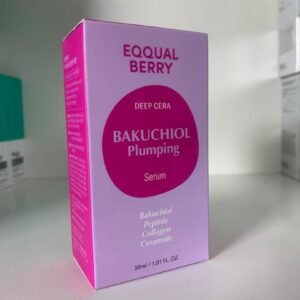 EQQUAL
BERRY
DEEP CERA
BAKUCHIOL
Plumping
Serum
Bakuchiol
Peptide
Collagen
Ceramide
30ml / 1.01 FL. OZ.